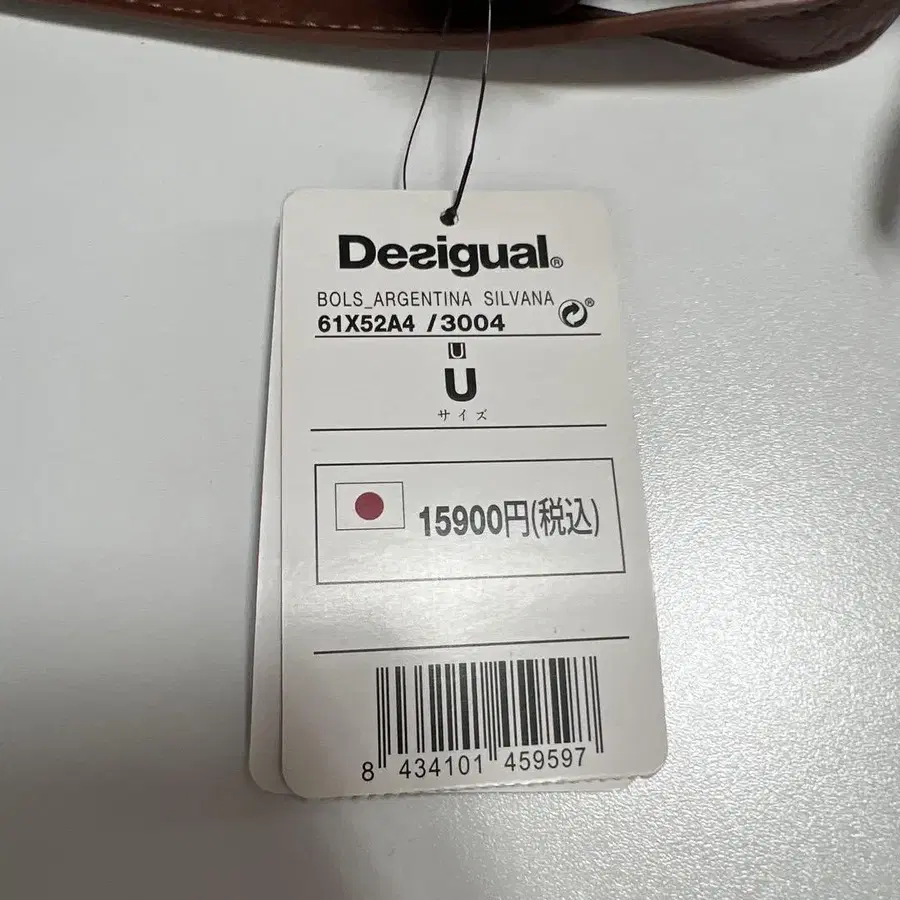 Desigual®
BOLS_ARGENTINA SILVANA
61X52A4 /3004
®
U
U
サイズ
15900円(税込)
8 434101 459597